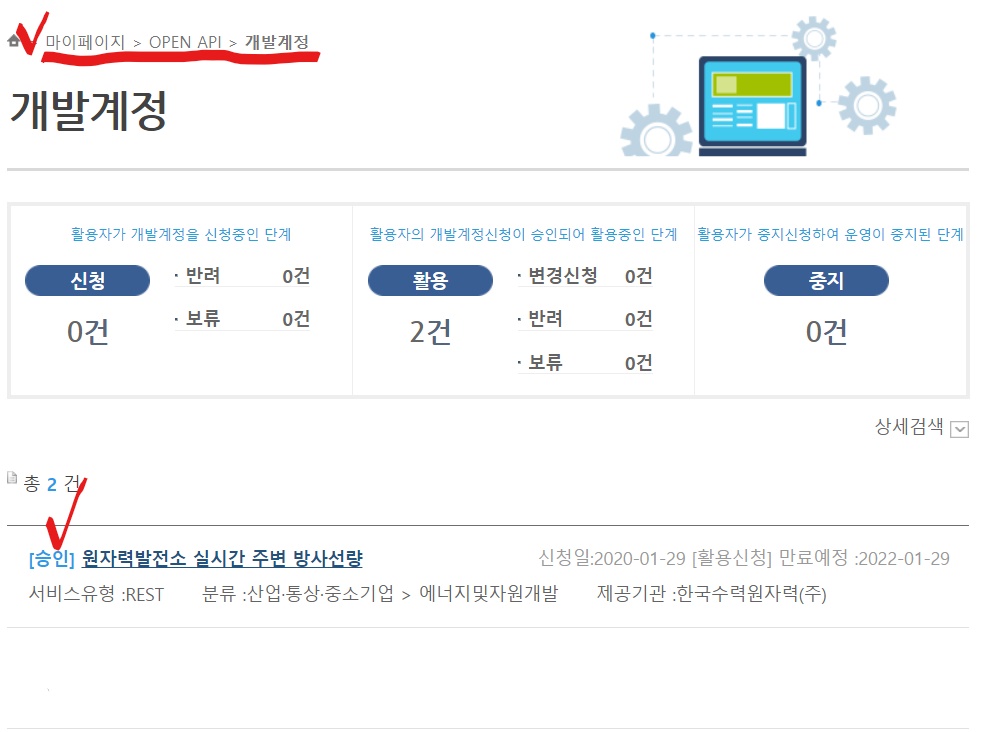 마이페이지 > OPEN API > 개발계정
개발계정
활용자가 개발계정을 신청중인 단계
신청
0건
· 반려 0건
· 보류 0건
활용자의 개발계정신청이 승인되어 활용중인 단계
활용
2건
· 변경신청 0건
· 반려 0건
· 보류 0건
활용자가 중지신청하여 운영이 중지된 단계
중지
0건
상세검색
총 2 건
[승인] 원자력발전소 실시간 주변 방사선량 신청일:2020-01-29 [활용신청] 만료예정 :2022-01-29
서비스유형 :REST 분류 :산업·통상·중소기업 > 에너지및자원개발 제공기관 :한국수력원자력(주)